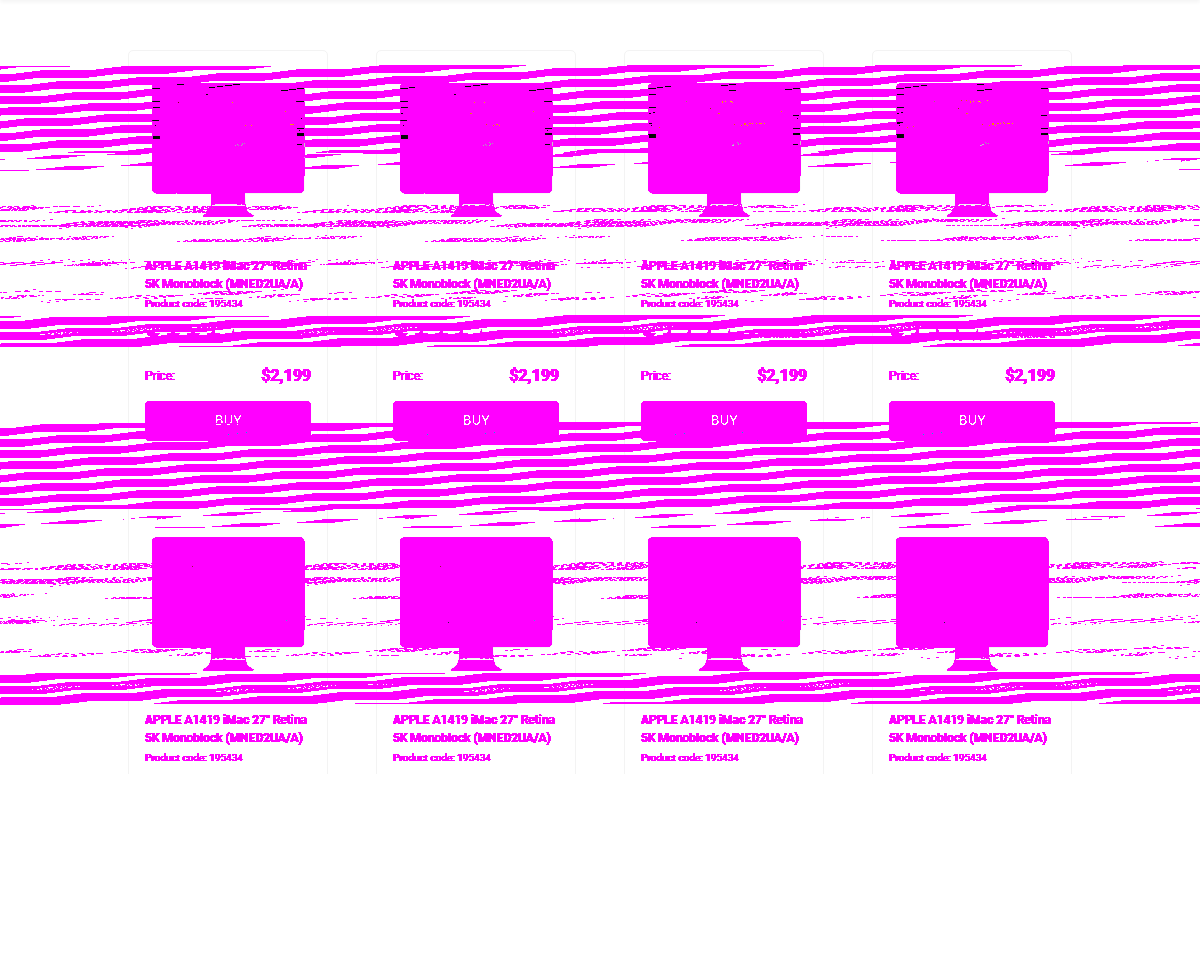 APPLE A1419 iMac 27" Retina
5K Monoblock (MNED2UA/A)
Product code: 195434
APPLE A1419 iMac 27" Retina
5K Monoblock (MNED2UA/A)
Product code: 195434
APPLE A1419 iMac 27" Retina
5K Monoblock (MNED2UA/A)
Product code: 195434
APPLE A1419 iMac 27" Retina
5K Monoblock (MNED2UA/A)
Product code: 195434
Price: $2,199
Price: $2,199
Price: $2,199
Price: $2,199
BUY
BUY
BUY
BUY
APPLE A1419 iMac 27" Retina
5K Monoblock (MNED2UA/A)
Product code: 195434
APPLE A1419 iMac 27" Retina
5K Monoblock (MNED2UA/A)
Product code: 195434
APPLE A1419 iMac 27" Retina
5K Monoblock (MNED2UA/A)
Product code: 195434
APPLE A1419 iMac 27" Retina
5K Monoblock (MNED2UA/A)
Product code: 195434